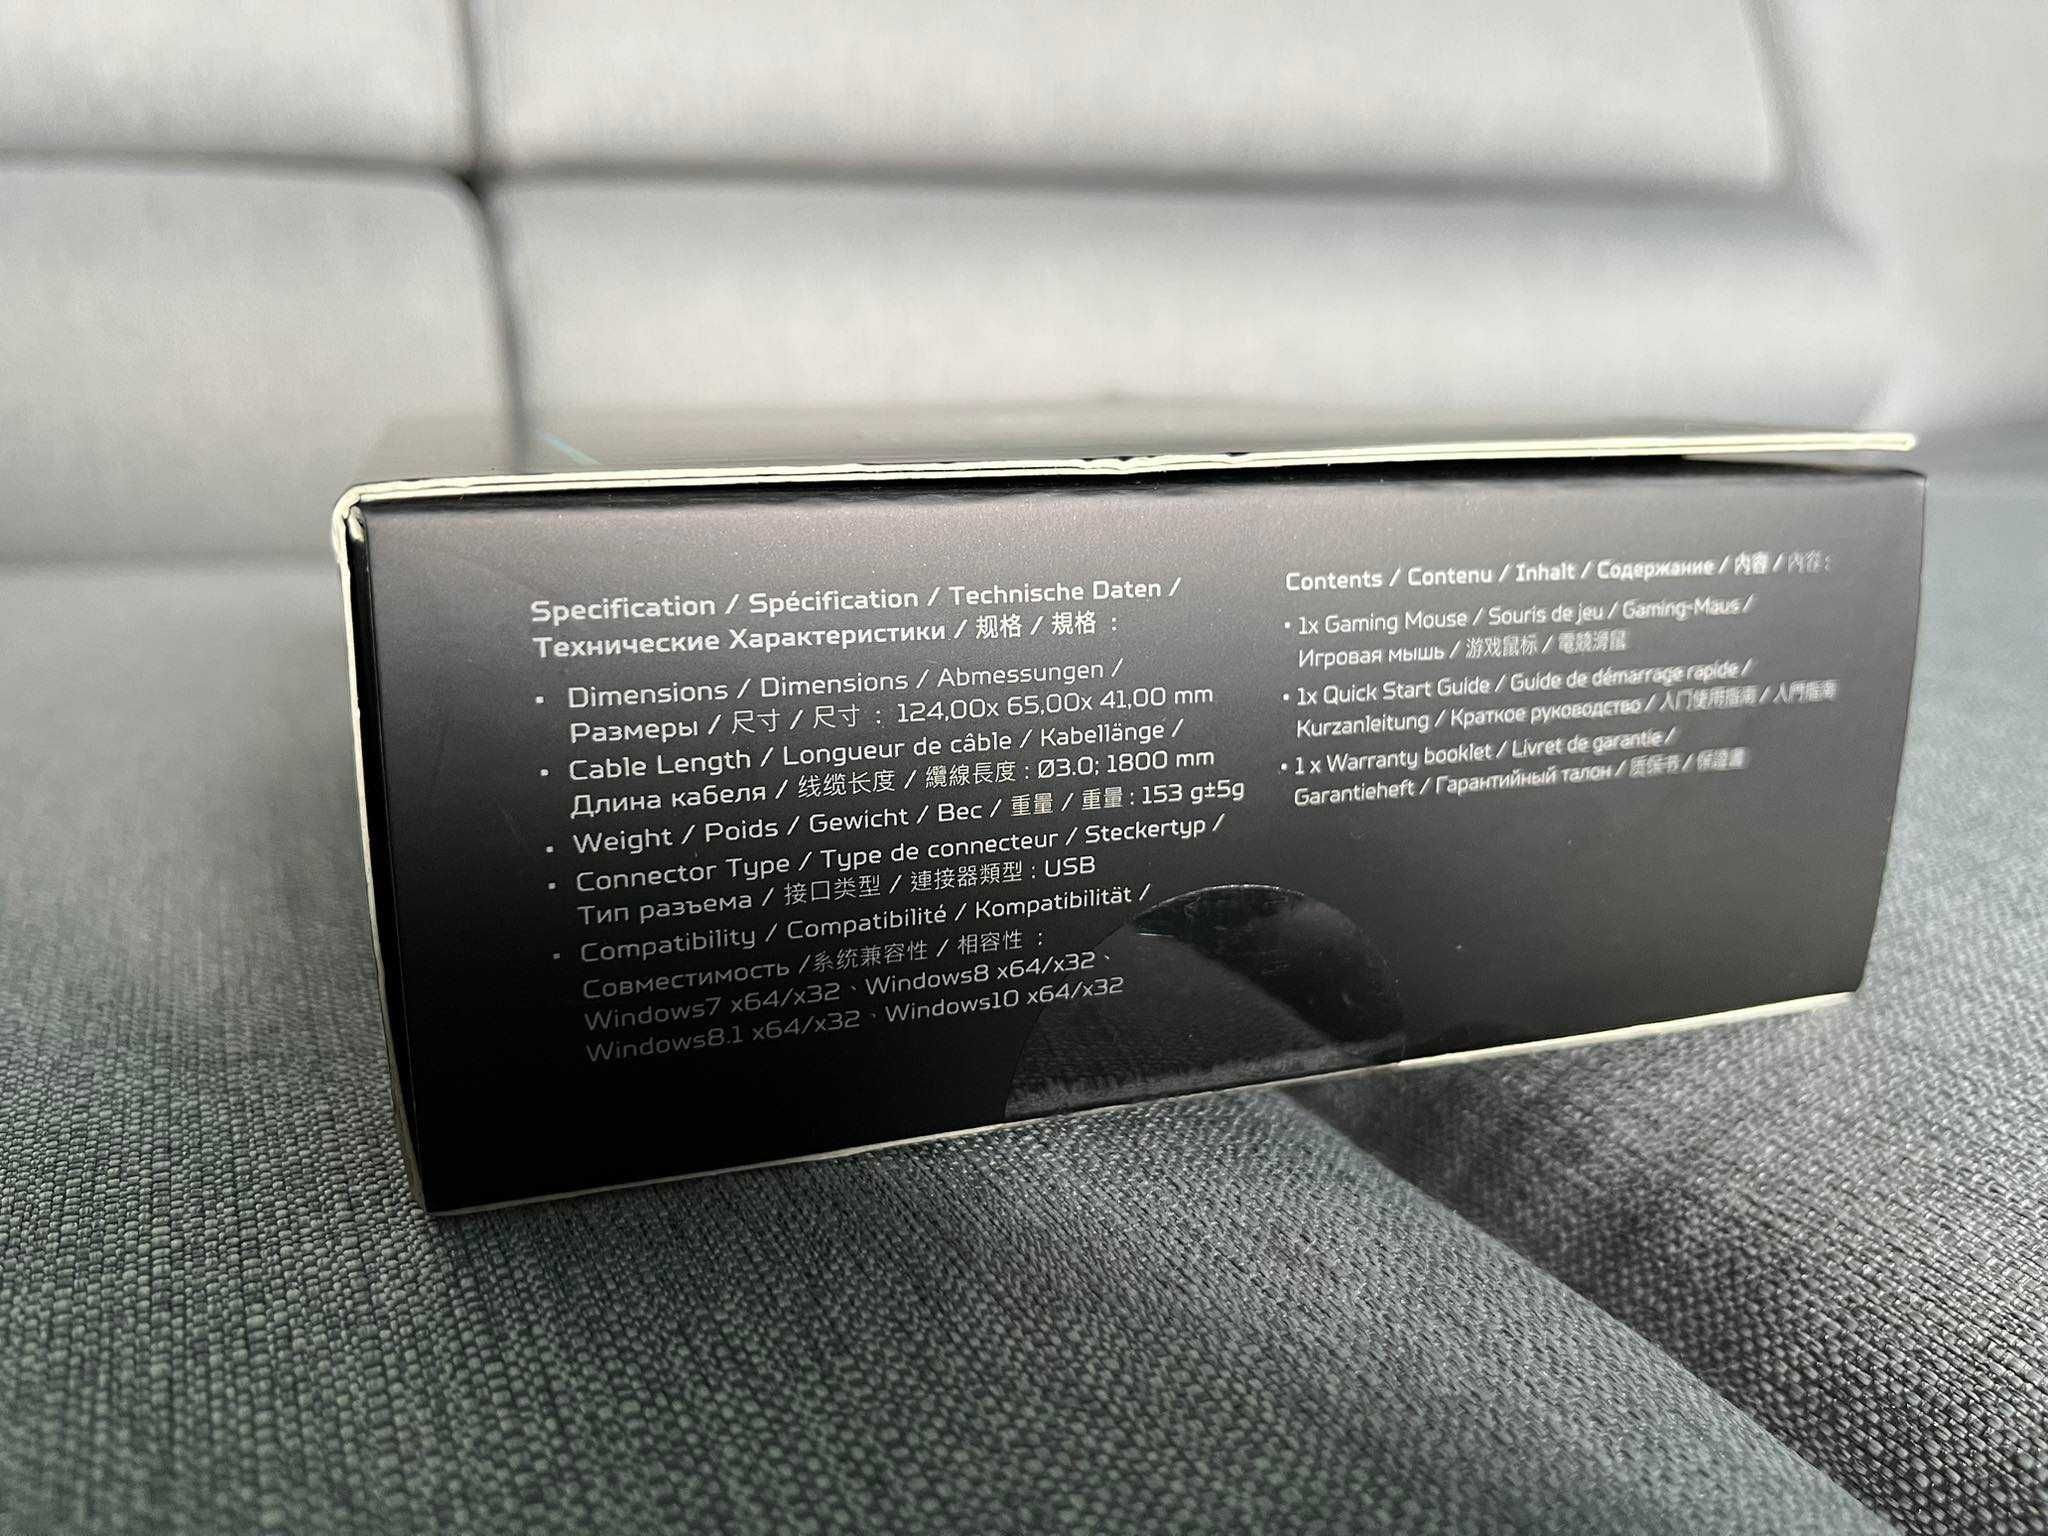 Specification / Spécification / Technische Daten /
Технические Характеристики / 规格 / 規格 :
• Dimensions / Dimensions / Abmessungen /
Размеры / 尺寸 / 尺寸 : 124,00x 65,00x 41,00 mm
• Cable Length / Longueur de câble / Kabellänge /
Длина кабеля / 线缆长度 / 纜線長度 : Ø3.0; 1800 mm
• Weight / Poids / Gewicht / Вес / 重量 / 重量 : 153 g±5g
• Connector Type / Type de connecteur / Steckertyp /
Тип разъема / 接口类型 / 連接器類型 : USB
• Compatibility / Compatibilité / Kompatibilität /
Совместимость /系统兼容性 / 相容性 :
Windows7 x64/x32、Windows8 x64/x32、
Windows8.1 x64/x32、Windows10 x64/x32
Contents / Contenu / Inhalt / Содержание / 内容 / 內容 :
• 1x Gaming Mouse / Souris de jeu / Gaming-Maus /
Игровая мышь / 游戏鼠标 / 電競滑鼠
• 1x Quick Start Guide / Guide de démarrage rapide /
Kurzanleitung / Краткое руководство / 入门使用指南 / 入門指南
• 1 x Warranty booklet / Livret de garantie /
Garantieheft / Гарантийный талон / 质保书 / 保證書